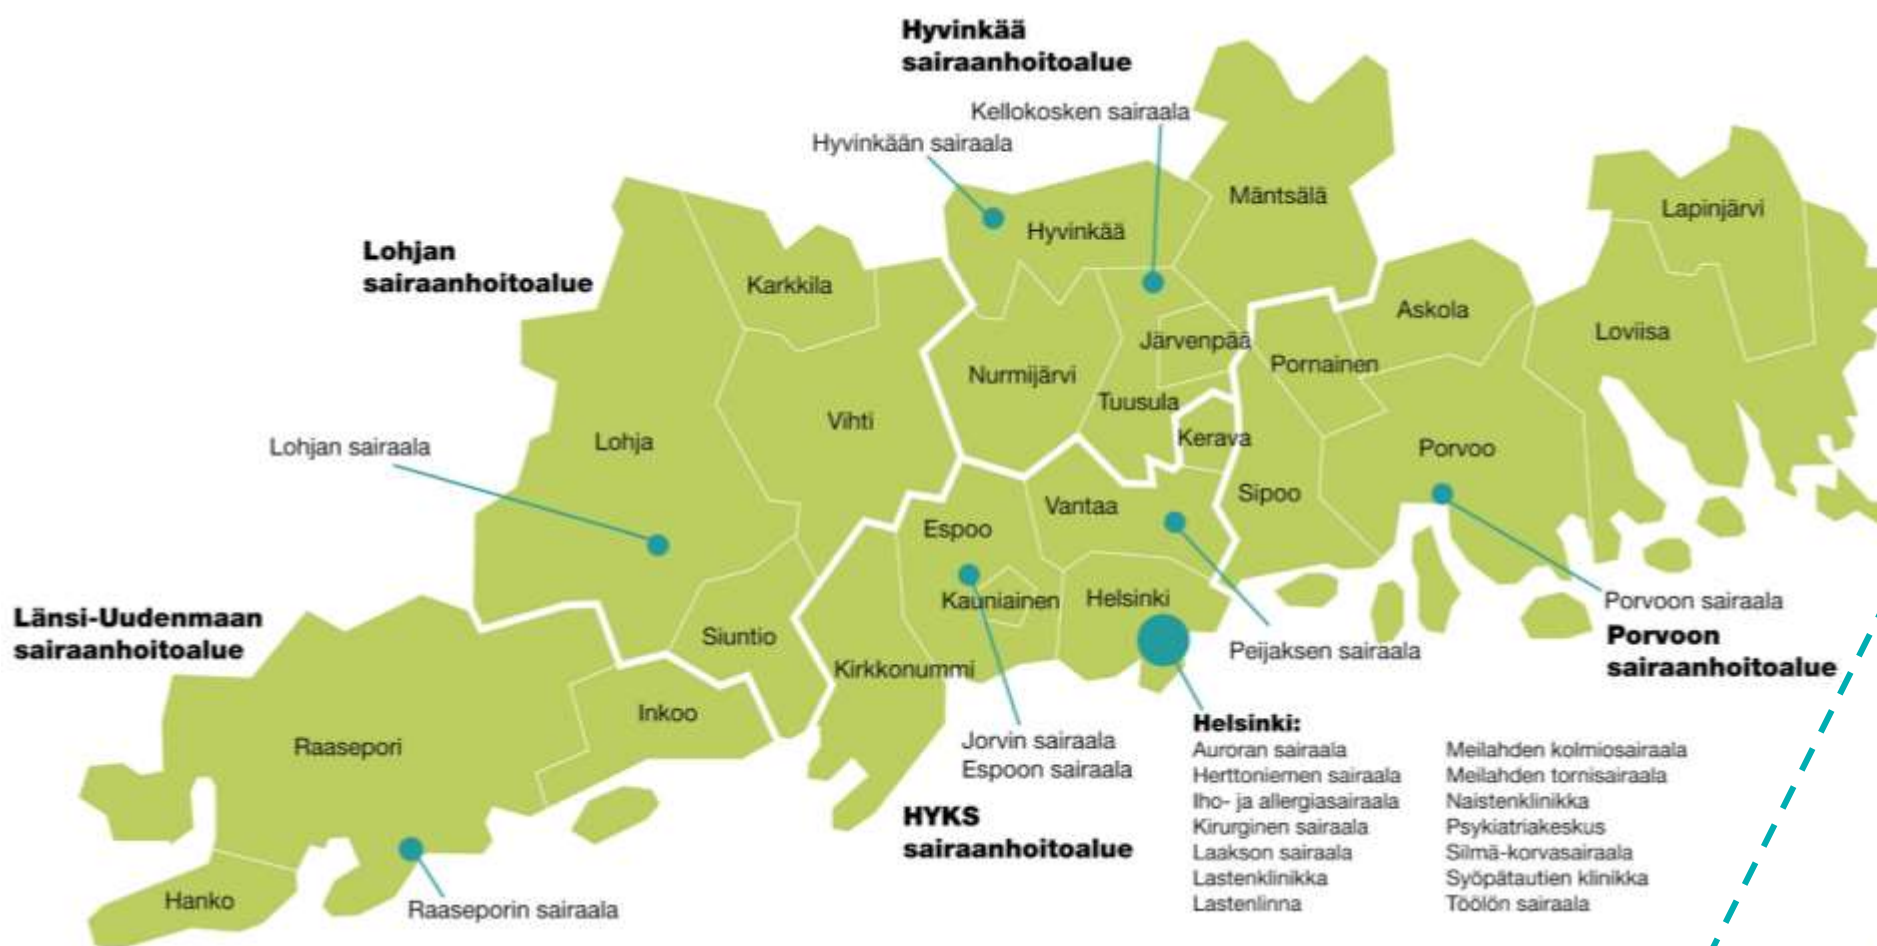 Hyvinkää
sairaanhoitoalue
Kellokosken sairaala
Hyvinkään sairaala
Mäntsälä
Lapinjärvi
Hyvinkää
Lohjan
sairaanhoitoalue
Karkkila
Askola
Loviisa
Järvenpää
Pornainen
Nurmijärvi
Tuusula
Vihti
Kerava
Lohja
Lohjan sairaala
Porvoo
Sipoo
Vantaa
Espoo
Kauniainen
Helsinki
Porvoon sairaala
Porvoon
sairaanhoitoalue
Länsi-Uudenmaan
sairaanhoitoalue
Siuntio
Peijaksen sairaala
Kirkkonummi
Inkoo
Raasepori
Jorvin sairaala
Espoon sairaala
HYKS
sairaanhoitoalue
Helsinki:
Auroran sairaala
Herttoniemen sairaala
Iho- ja allergiasairaala
Kirurginen sairaala
Laakson sairaala
Lastenklinikka
Lastenlinna
Meilahden kolmiosairaala
Meilahden tornisairaala
Naistenklinikka
Psykiatriakeskus
Silmä-korvasairaala
Syöpätautien klinikka
Töölön sairaala
Hanko
Raaseporin sairaala